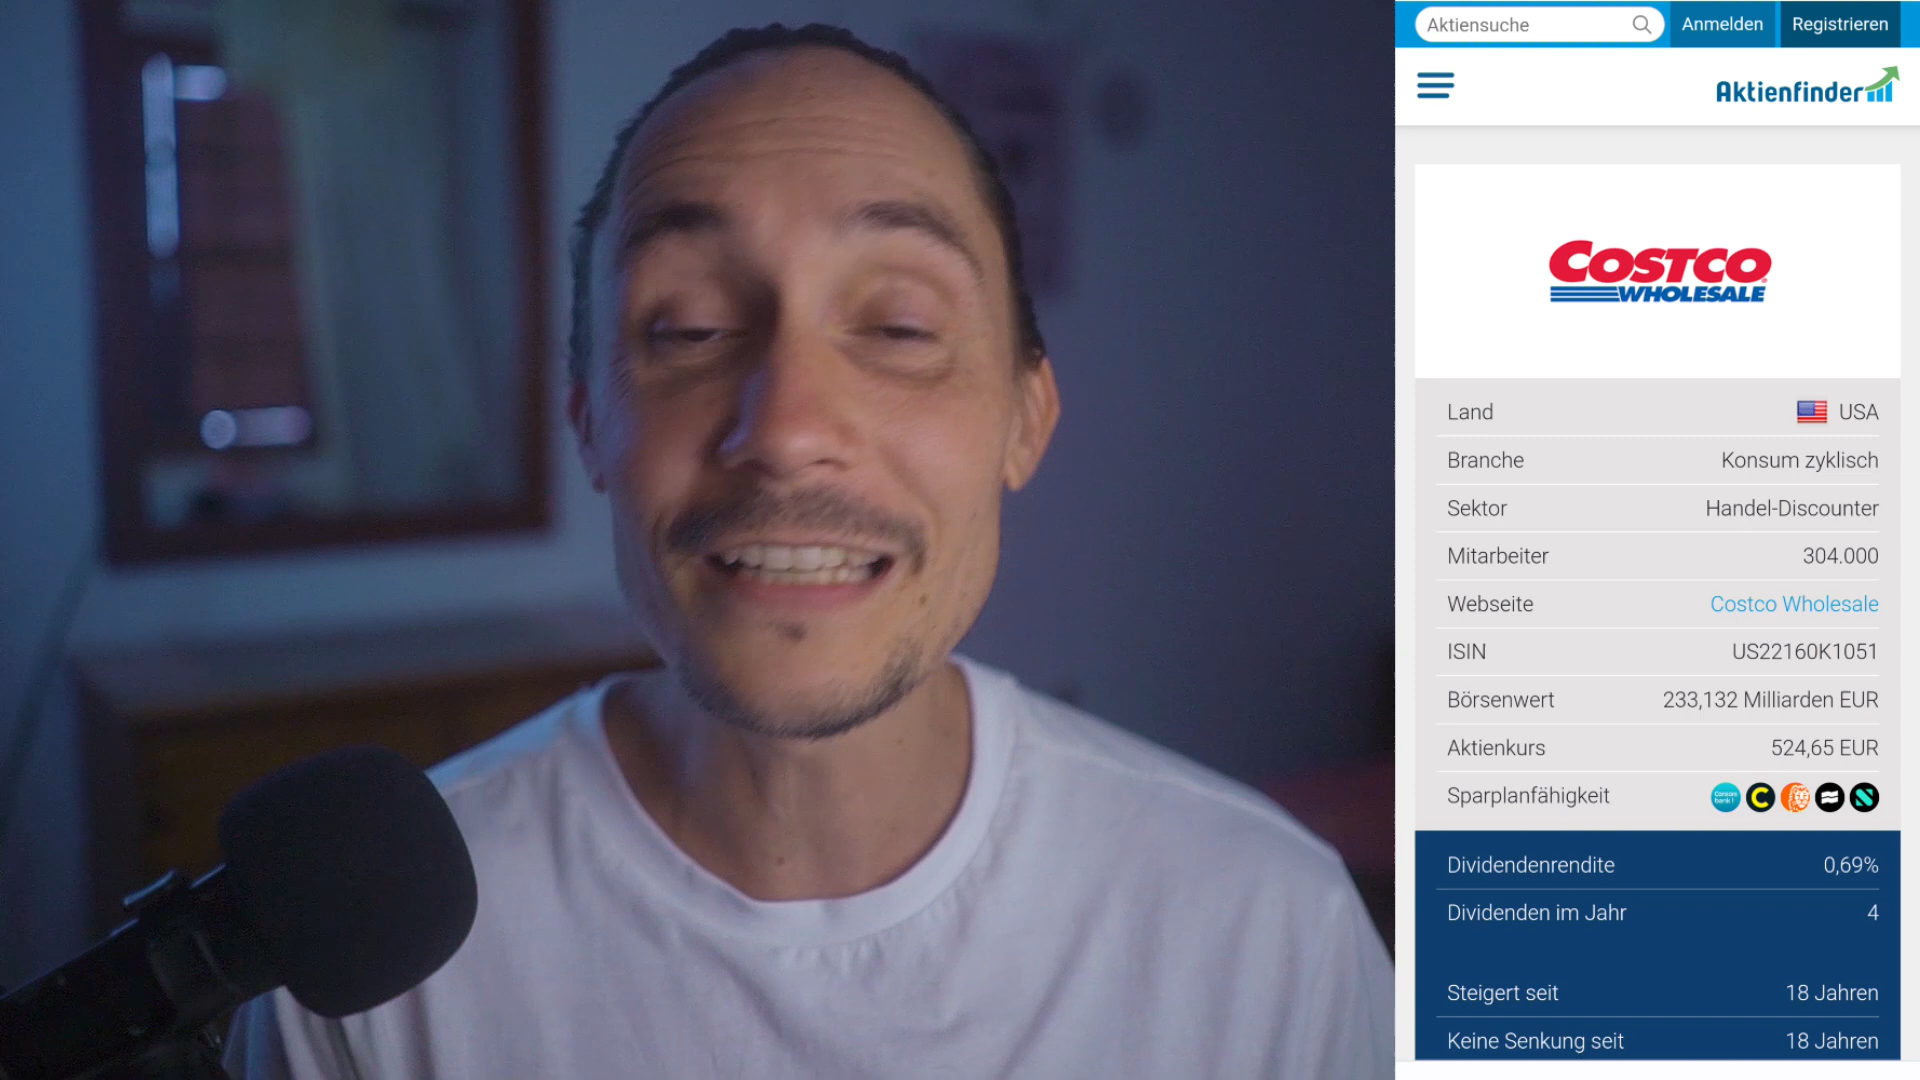 Aktiensuche
Anmelden
Registrieren
Aktienfinder
COSTCO
WHOLESALE
Land USA
Branche Konsum zyklisch
Sektor Handel-Discounter
Mitarbeiter 304.000
Webseite Costco Wholesale
ISIN US22160K1051
Börsenwert 233,132 Milliarden EUR
Aktienkurs 524,65 EUR
Sparplanfähigkeit
Dividendenrendite 0,69%
Dividenden im Jahr 4
Steigert seit 18 Jahren
Keine Senkung seit 18 Jahren